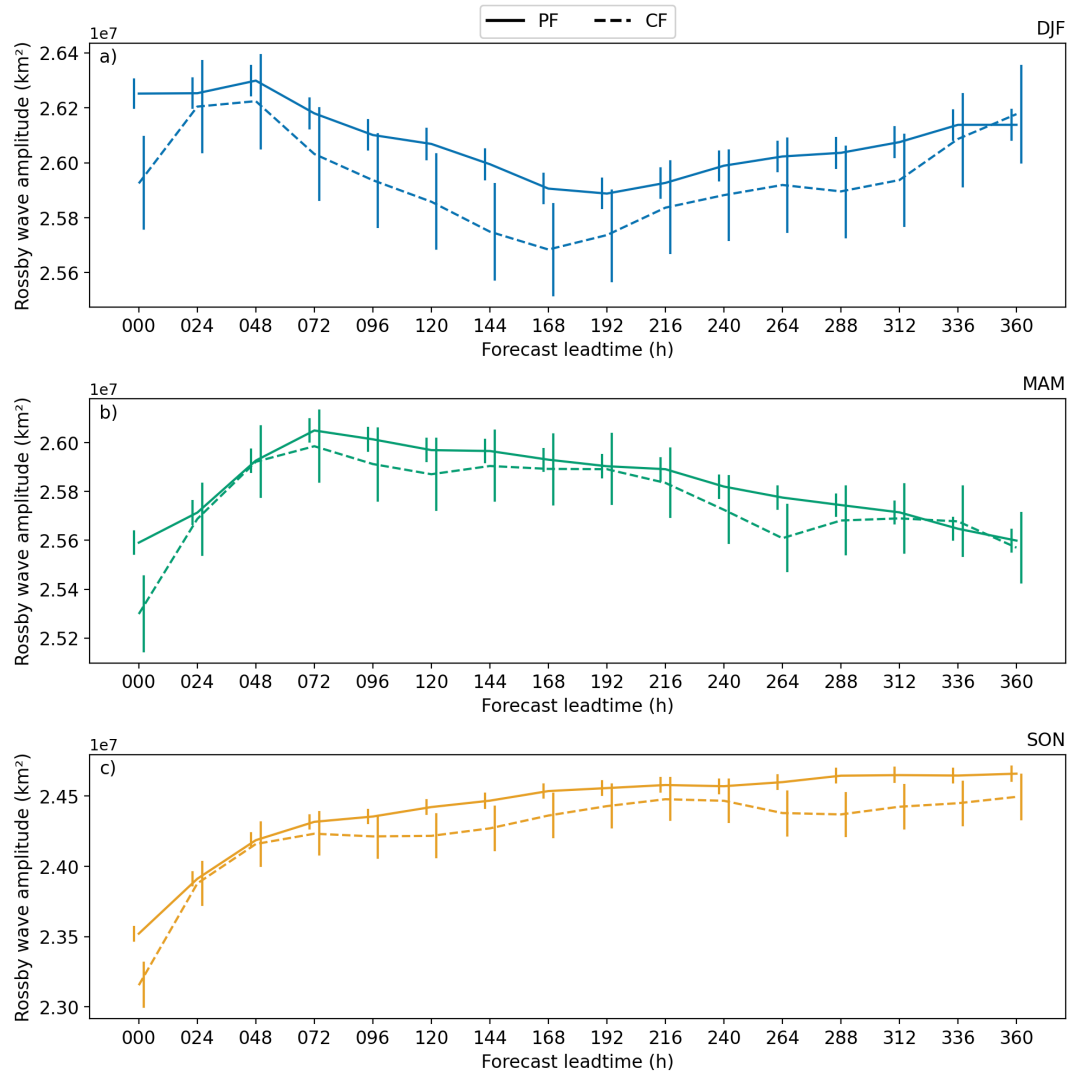 PF CF
DJF
1e7
a)
Rossby wave amplitude (km²)
2.64
2.62
2.60
2.58
2.56
000 024 048 072 096 120 144 168 192 216 240 264 288 312 336 360
Forecast leadtime (h)
MAM
1e7
b)
Rossby wave amplitude (km²)
2.60
2.58
2.56
2.54
2.52
000 024 048 072 096 120 144 168 192 216 240 264 288 312 336 360
Forecast leadtime (h)
SON
1e7
c)
Rossby wave amplitude (km²)
2.45
2.40
2.35
2.30
000 024 048 072 096 120 144 168 192 216 240 264 288 312 336 360
Forecast leadtime (h)